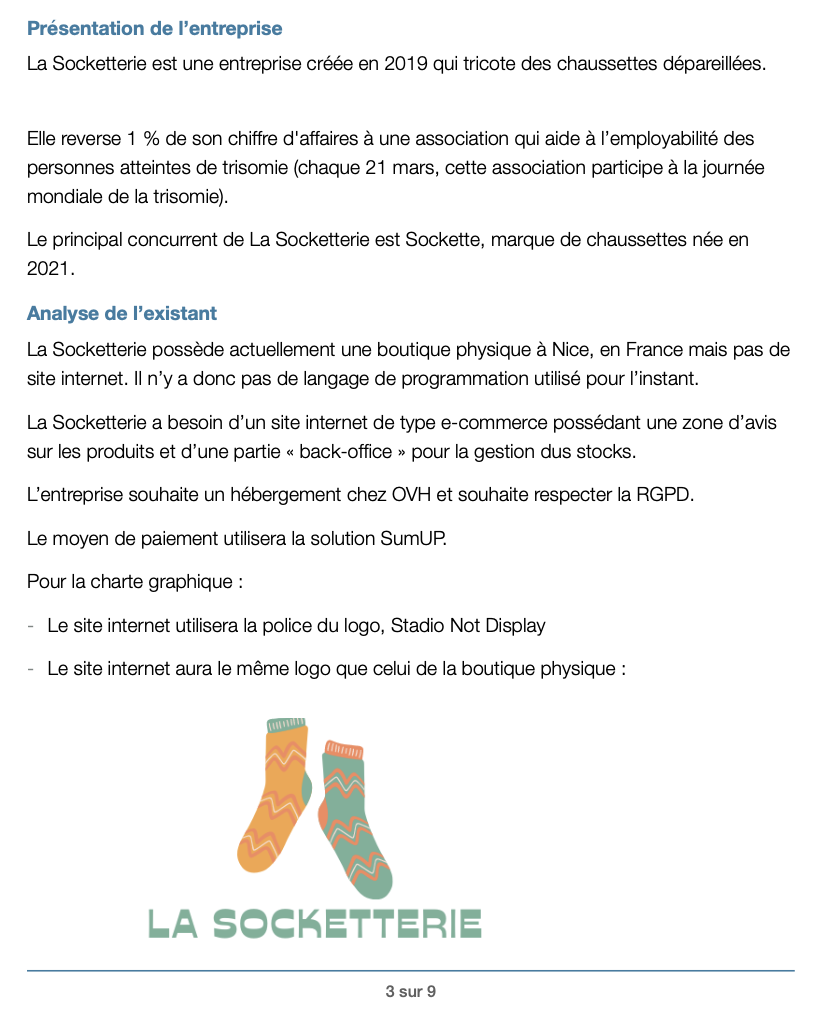 Présentation de l’entreprise
La Socketterie est une entreprise créée en 2019 qui tricote des chaussettes dépareillées.
Elle reverse 1 % de son chiffre d'affaires à une association qui aide à l’employabilité des
personnes atteintes de trisomie (chaque 21 mars, cette association participe à la journée
mondiale de la trisomie).
Le principal concurrent de La Socketterie est Sockette, marque de chaussettes née en
2021.
Analyse de l’existant
La Socketterie possède actuellement une boutique physique à Nice, en France mais pas de
site internet. Il n’y a donc pas de langage de programmation utilisé pour l’instant.
La Socketterie a besoin d’un site internet de type e-commerce possédant une zone d’avis
sur les produits et d’une partie « back-office » pour la gestion dus stocks.
L’entreprise souhaite un hébergement chez OVH et souhaite respecter la RGPD.
Le moyen de paiement utilisera la solution SumUP.
Pour la charte graphique :
- Le site internet utilisera la police du logo, Stadio Not Display
- Le site internet aura le même logo que celui de la boutique physique :
LA SOCKETTERIE
3 sur 9